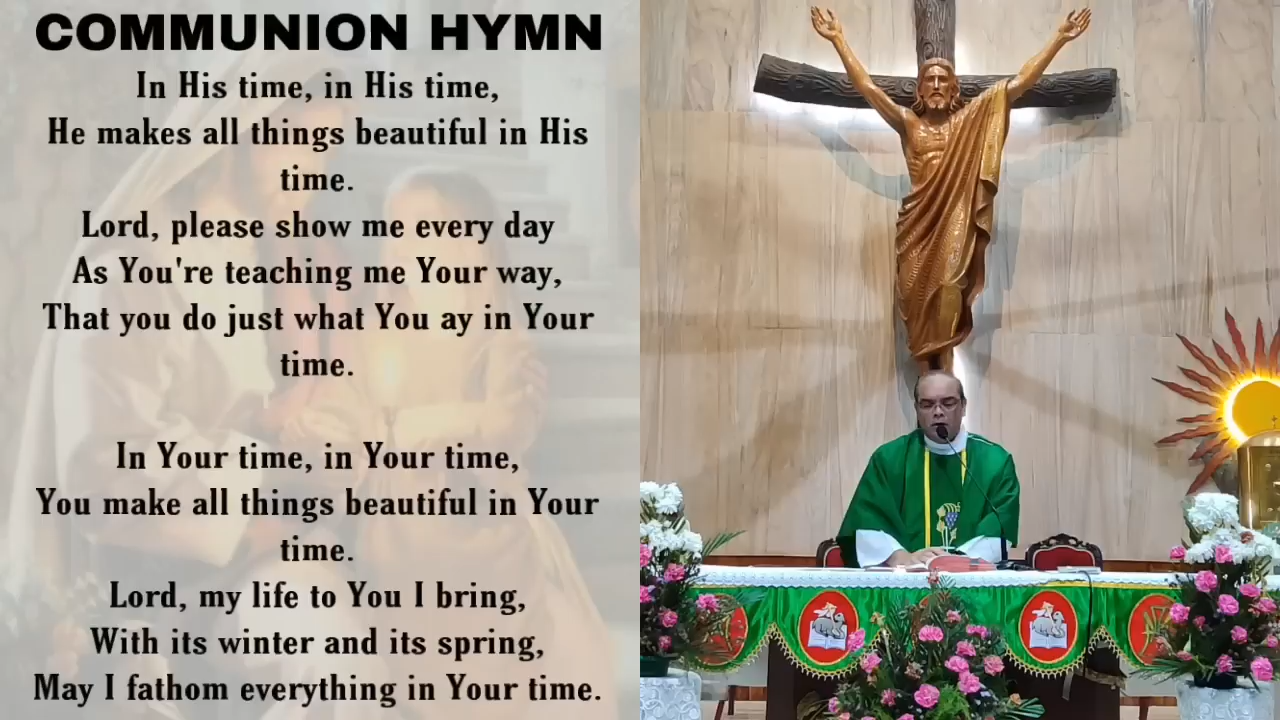 COMMUNION HYMN
In His time, in His time,
He makes all things beautiful in His
time.
Lord, please show me every day
As You're teaching me Your way,
That you do just what You ay in Your
time.
In Your time, in Your time,
You make all things beautiful in Your
time.
Lord, my life to You I bring,
With its winter and its spring,
May I fathom everything in Your time.